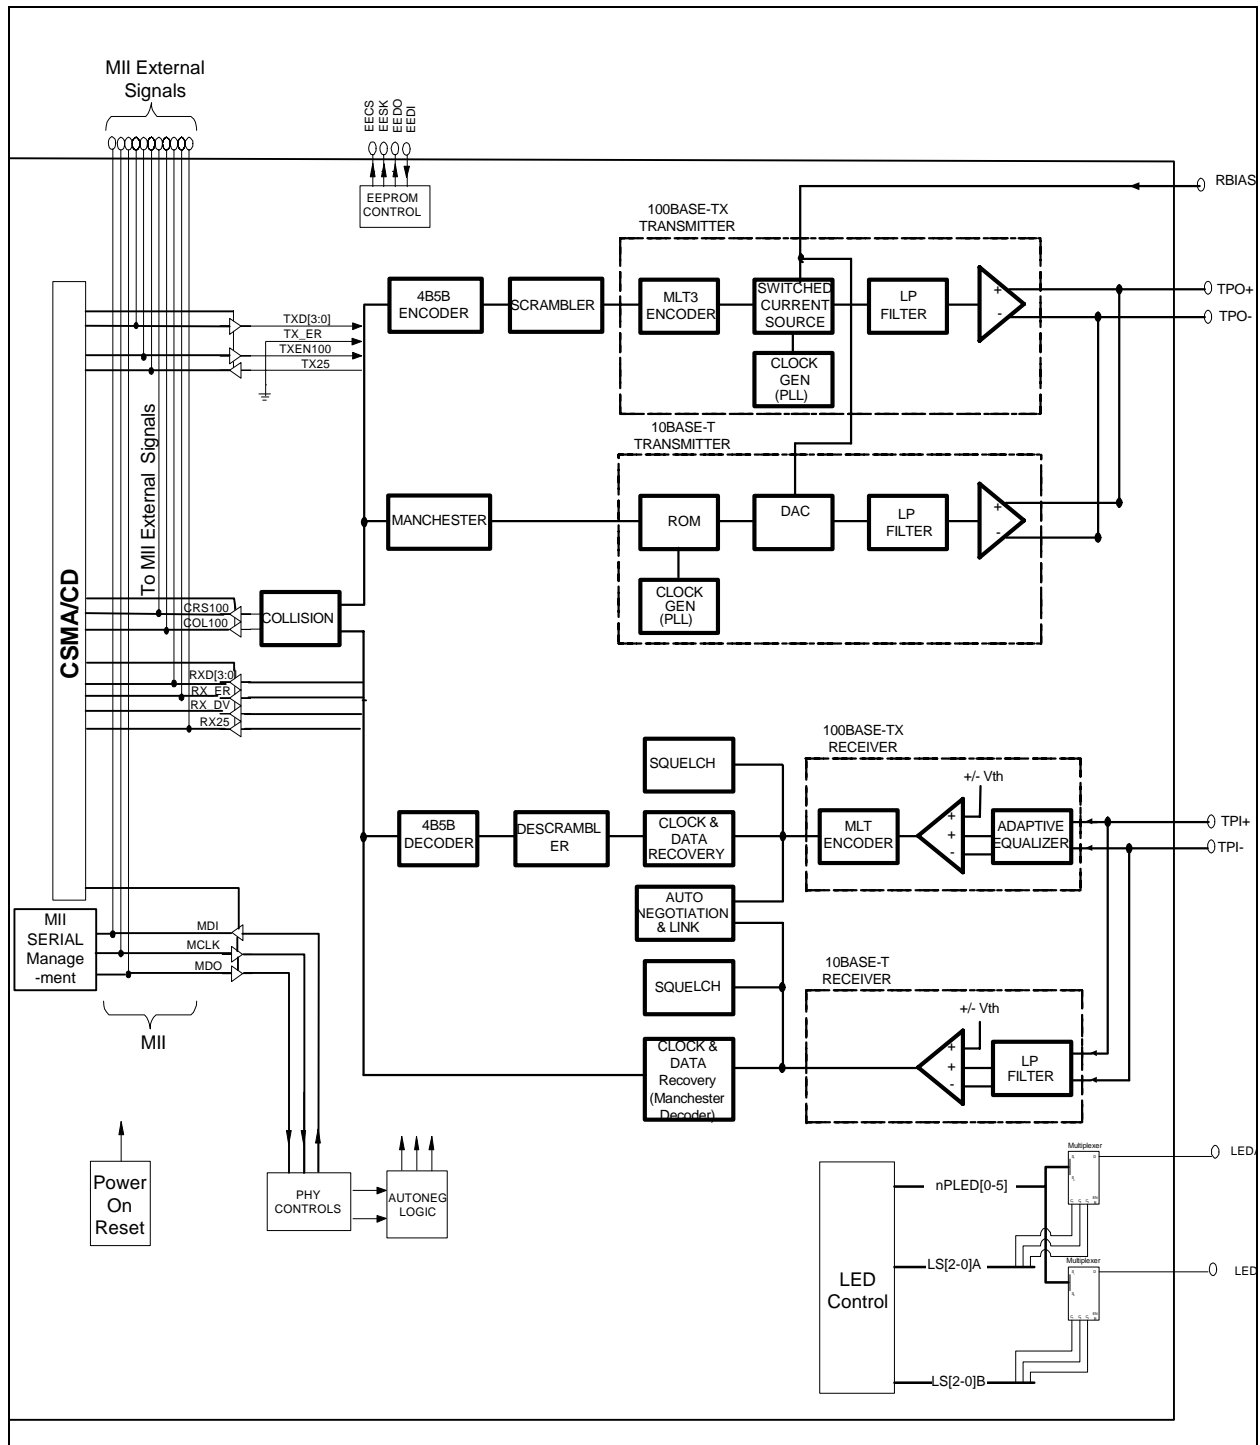 MII External
Signals
EECS
EESK
EEDO
EEDI
EEPROM
CONTROL
RBIAS
100BASE-TX
TRANSMITTER
4B5B
ENCODER
SCRAMBLER
MLT3
ENCODER
SWITCHED
CURRENT
SOURCE
LP
FILTER
+
-
TPO+
TPO-
CLOCK
GEN
(PLL)
TXD[3:0]
TX_ER
TXEN100
TX25
10BASE-T
TRANSMITTER
To MII External Signals
MANCHESTER
ROM
DAC
LP
FILTER
+
-
CLOCK
GEN
(PLL)
CSMA/CD
CRS100
COL100
COLLISION
RXD[3:0]
RX_ER
RX_DV
RX25
100BASE-TX
RECEIVER
SQUELCH
+/- Vth
4B5B
DECODER
DESCRAMBL
ER
CLOCK &
DATA
RECOVERY
MLT
ENCODER
+
+
-
ADAPTIVE
EQUALIZER
TPI+
TPI-
AUTO
NEGOTIATION
& LINK
MII
SERIAL
Manage
-ment
MDI
MCLK
MDO
MII
10BASE-T
RECEIVER
SQUELCH
+/- Vth
CLOCK &
DATA
Recovery
(Manchester
Decoder)
+
+
-
LP
FILTER
Power
On
Reset
PHY
CONTROLS
AUTONEG
LOGIC
LED
Control
nPLED[0-5]
LS[2-0]A
LS[2-0]B
Multiplexer
LEDA
Multiplexer
LED